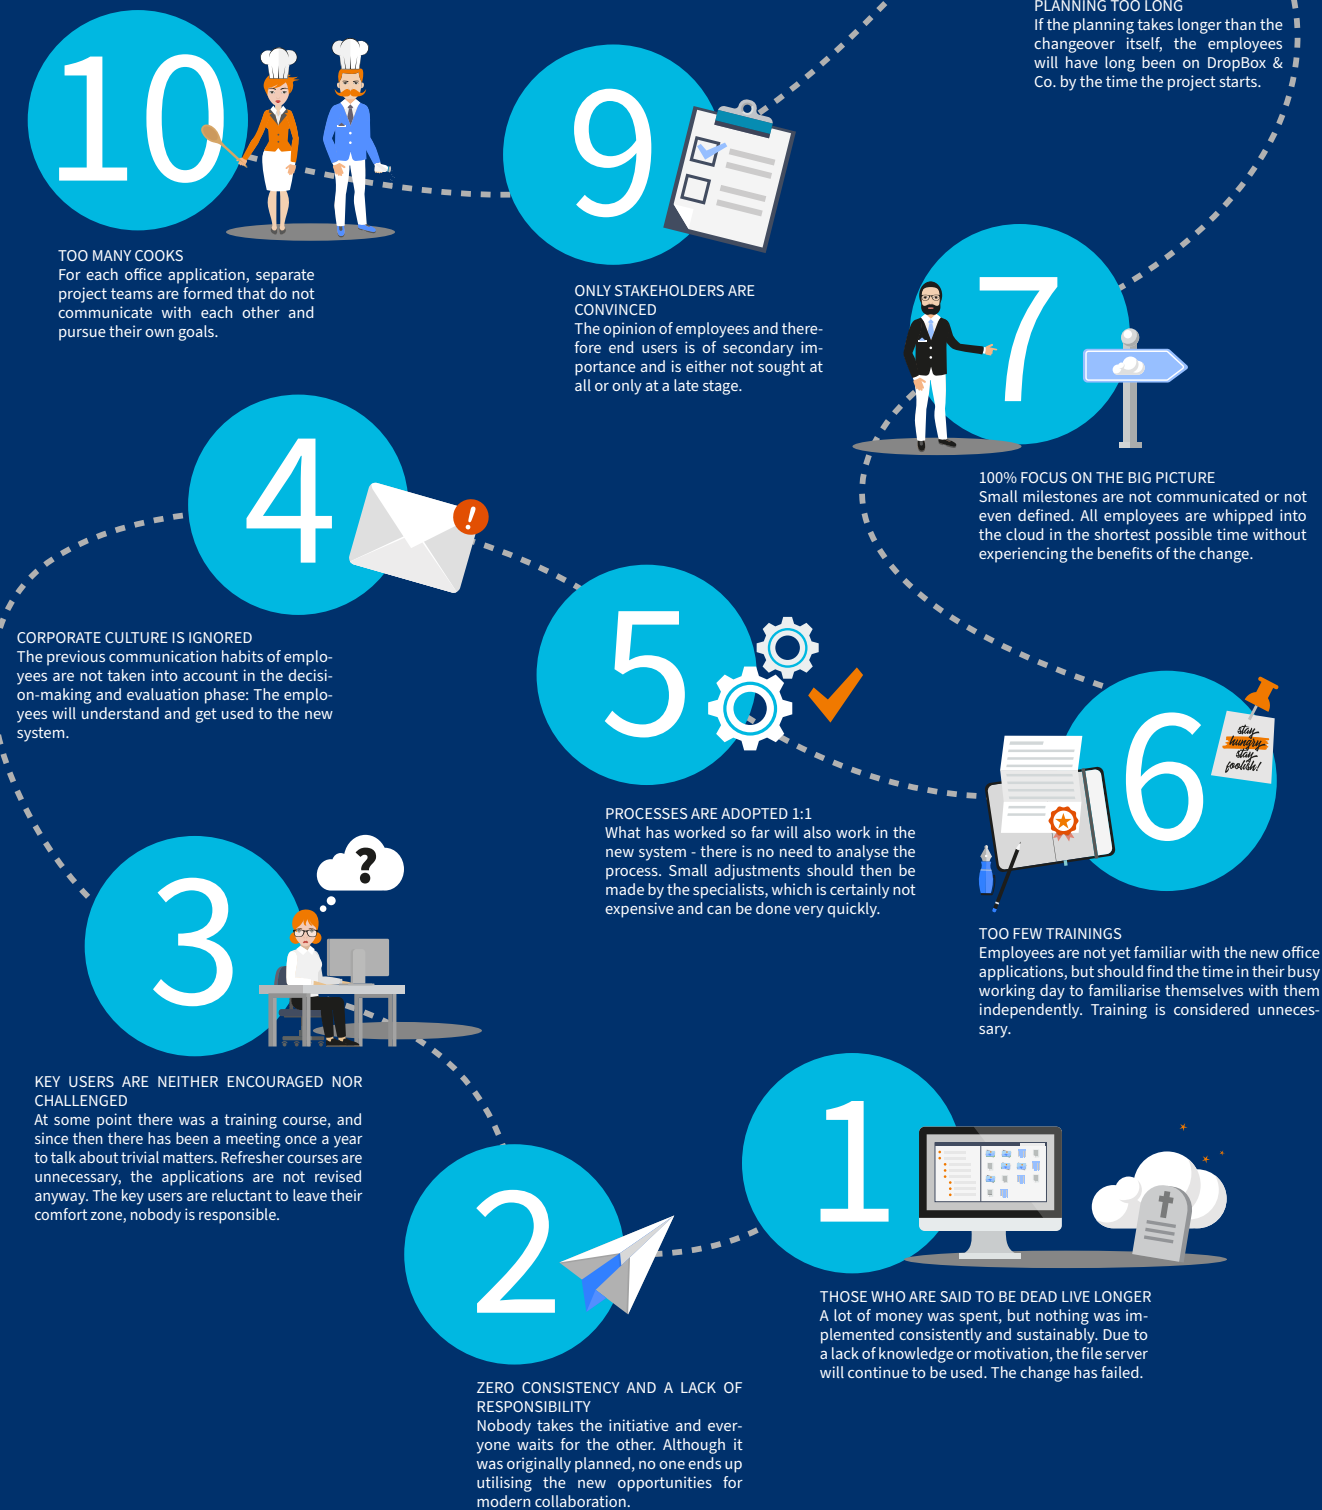 10
TOO MANY COOKS
For each office application, separate
project teams are formed that do not
communicate with each other and
pursue their own goals.
9
ONLY STAKEHOLDERS ARE
CONVINCED
The opinion of employees and there-
fore end users is of secondary im-
portance and is either not sought at
all or only at a late stage.
PLANNING TOO LONG
If the planning takes longer than the
changeover itself, the employees
will have long been on DropBox &
Co. by the time the project starts.
7
100% FOCUS ON THE BIG PICTURE
Small milestones are not communicated or not
even defined. All employees are whipped into
the cloud in the shortest possible time without
experiencing the benefits of the change.
6
stay
hungry
stay
foolish!
TOO FEW TRAININGS
Employees are not yet familiar with the new office
applications, but should find the time in their busy
working day to familiarise themselves with them
independently. Training is considered unneces-
sary.
5
PROCESSES ARE ADOPTED 1:1
What has worked so far will also work in the
new system - there is no need to analyse the
process. Small adjustments should then be
made by the specialists, which is certainly not
expensive and can be done very quickly.
4
!
CORPORATE CULTURE IS IGNORED
The previous communication habits of emplo-
yees are not taken into account in the decisi-
on-making and evaluation phase: The emplo-
yees will understand and get used to the new
system.
3
?
KEY USERS ARE NEITHER ENCOURAGED NOR
CHALLENGED
At some point there was a training course, and
since then there has been a meeting once a year
to talk about trivial matters. Refresher courses are
unnecessary, the applications are not revised
anyway. The key users are reluctant to leave their
comfort zone, nobody is responsible.
2
ZERO CONSISTENCY AND A LACK OF
RESPONSIBILITY
Nobody takes the initiative and ever-
yone waits for the other. Although it
was originally planned, no one ends up
utilising the new opportunities for
modern collaboration.
1
THOSE WHO ARE SAID TO BE DEAD LIVE LONGER
A lot of money was spent, but nothing was im-
plemented consistently and sustainably. Due to
a lack of knowledge or motivation, the file server
will continue to be used. The change has failed.